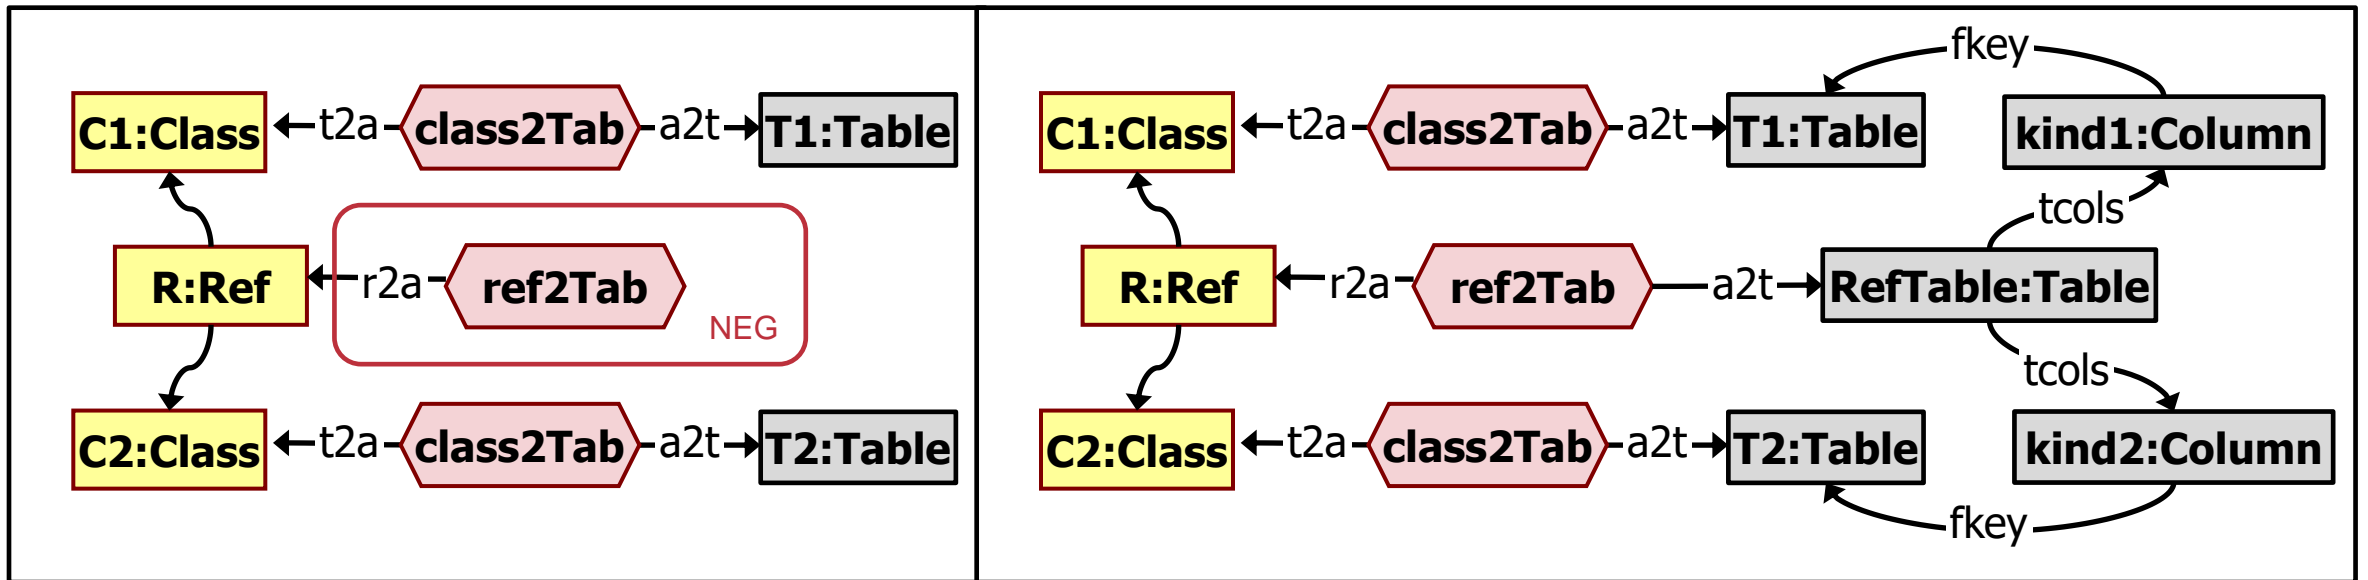 C1:Class t2a class2Tab a2t T1:Table
R:Ref r2a ref2Tab
NEG
C2:Class t2a class2Tab a2t T2:Table
fkey
C1:Class t2a class2Tab a2t T1:Table kind1:Column
tcols
R:Ref r2a ref2Tab a2t RefTable:Table
tcols
C2:Class t2a class2Tab a2t T2:Table kind2:Column
fkey